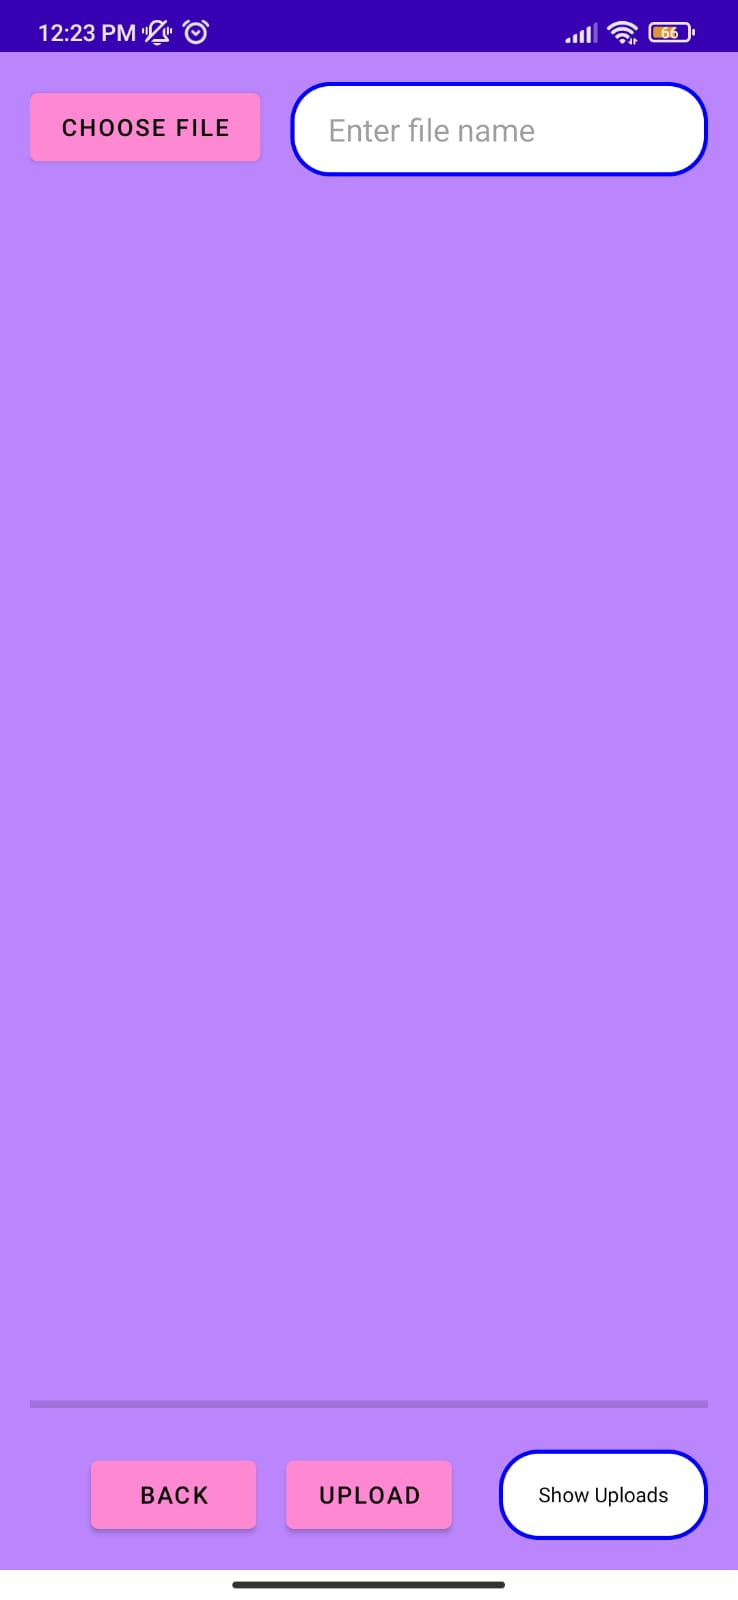 12:23 PM
66
CHOOSE FILE
Enter file name
BACK
UPLOAD
Show Uploads